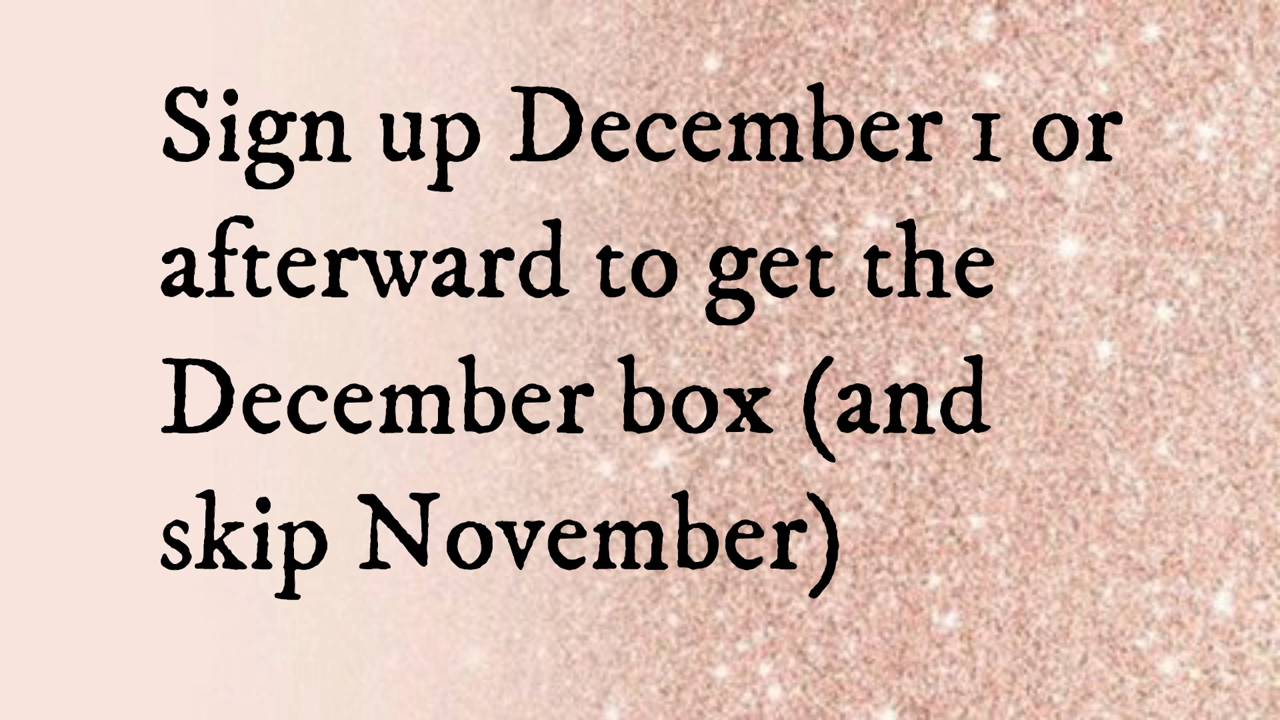 Sign up December 1 or
afterward to get the
December box (and
skip November)